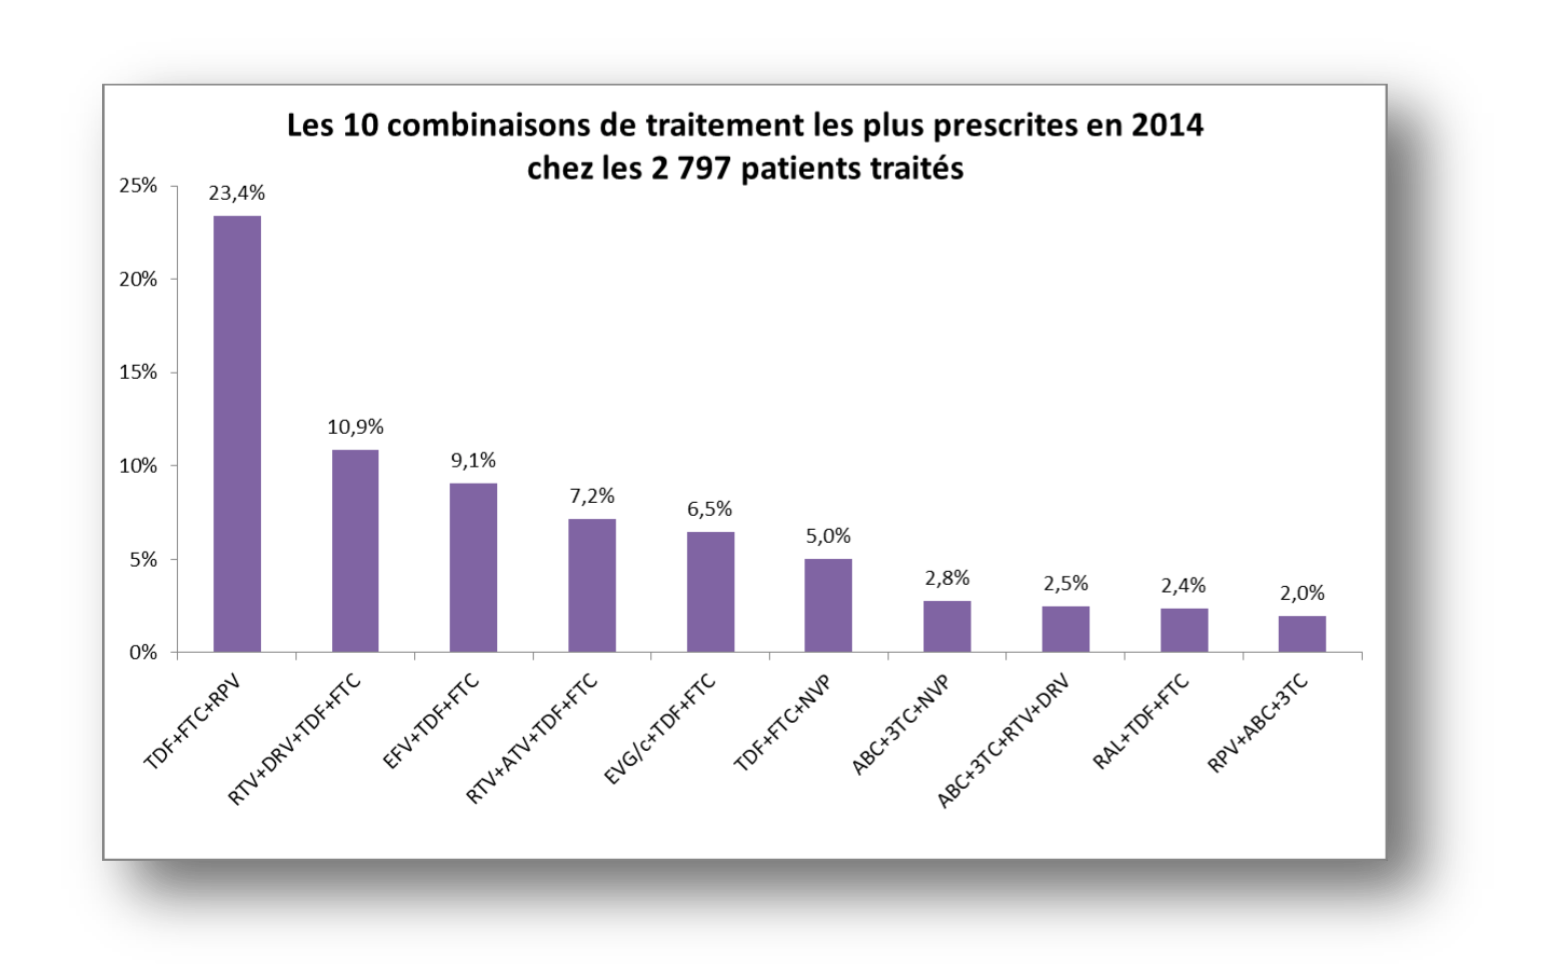 Les 10 combinaisons de traitement les plus prescrites en 2014
chez les 2 797 patients traités
25%
20%
15%
10%
5%
0%
23,4%
10,9%
9,1%
7,2%
6,5%
5,0%
2,8%
2,5%
2,4%
2,0%
TDF+FTC+RPV
RTV+DRV+TDF+FTC
EFV+TDF+FTC
RTV+ATV+TDF+FTC
EVG/c+TDF+FTC
TDF+FTC+NVP
ABC+3TC+NVP
ABC+3TC+RTV+DRV
RAL+TDF+FTC
RPV+ABC+3TC